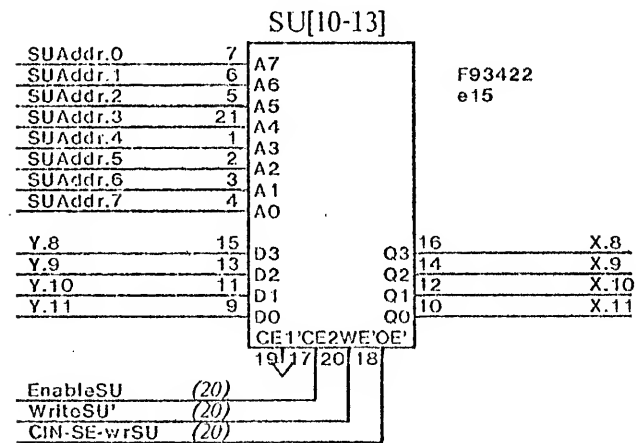 SU[10-13]
SUAddr.0 7 A7
SUAddr.1 6 A6
SUAddr.2 5 A5
SUAddr.3 21 A4
SUAddr.4 1 A3
SUAddr.5 2 A2
SUAddr.6 3 A1
SUAddr.7 4 A0
F93422
e15
Y.8 15 D3 Q3 16 X.8
Y.9 13 D2 Q2 14 X.9
Y.10 11 D1 Q1 12 X.10
Y.11 9 D0 Q0 10 X.11
CE1'CE2WE'OE'
19 17 20 18
EnableSU (20)
WriteSU' (20)
CIN-SE-wrSU (20)